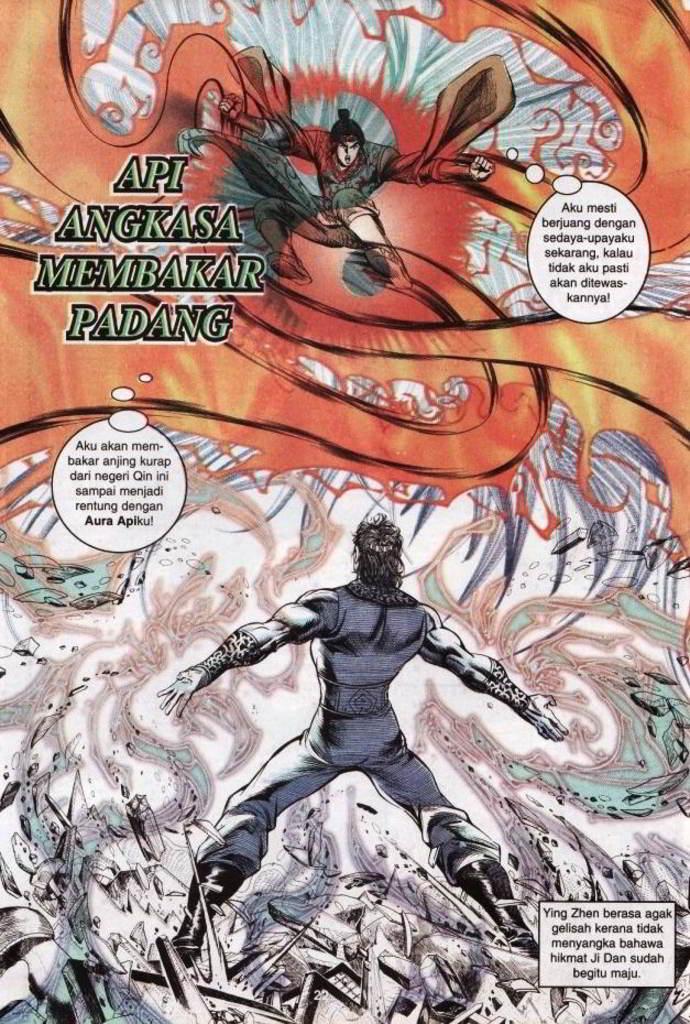 API
ANGKASA
MEMBAKAR
PADANG
Aku mesti
berjuang dengan
sedaya-upayaku
sekarang, kalau
tidak aku pasti
akan ditewas-
kannya!
Aku akan mem-
bakar anjing kurap
dari negeri Qin ini
sampai menjadi
rentung dengan
Aura Apiku!
Ying Zhen berasa agak
gelisah kerana tidak
menyangka bahawa
hikmat Ji Dan sudah
begitu maju.